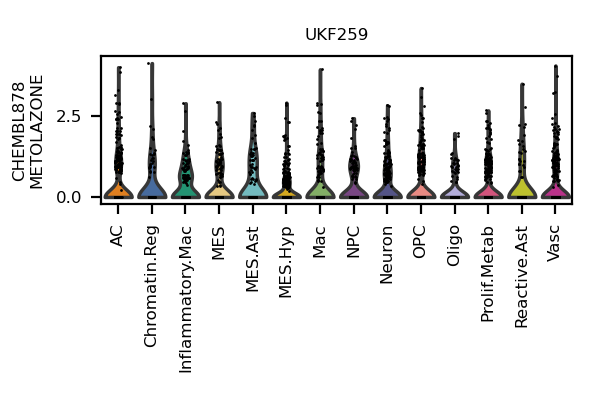 UKF259
CHEMBL878
METOLAZONE
2.5
0.0
AC
Chromatin.Reg
Inflammatory.Mac
MES
MES.Ast
MES.Hyp
Mac
NPC
Neuron
OPC
Oligo
Prolif.Metab
Reactive.Ast
Vasc